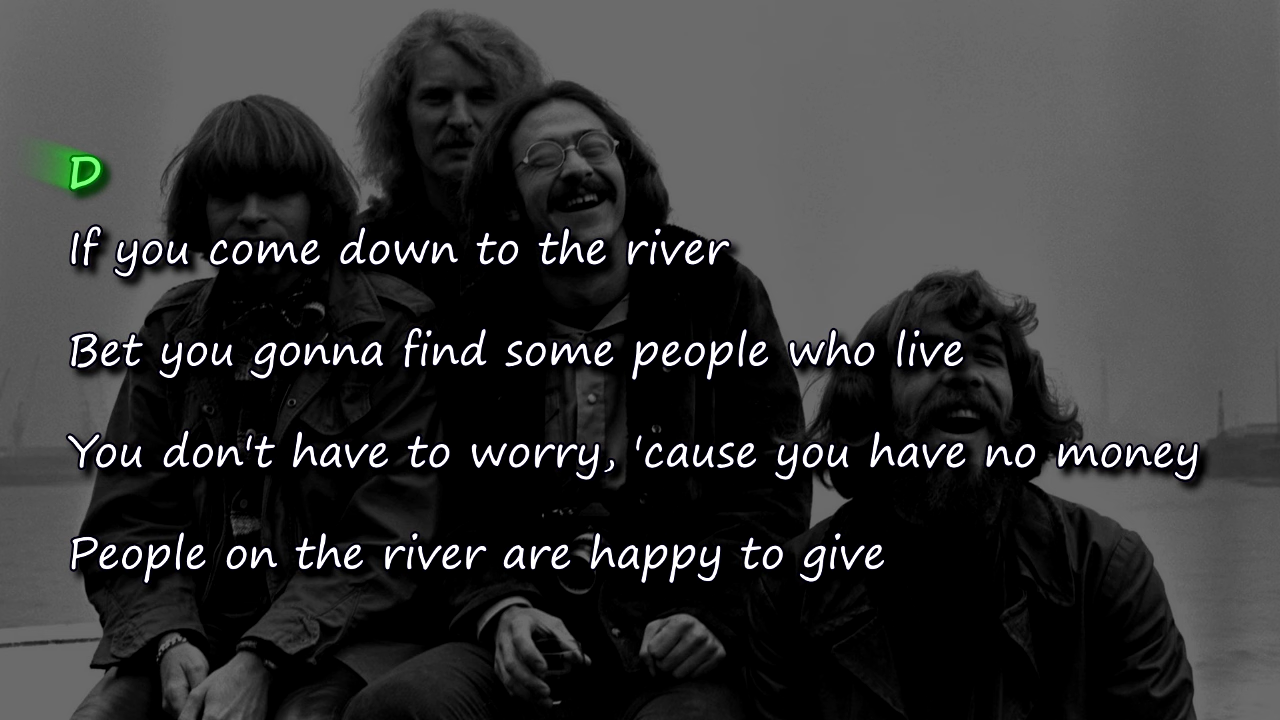 D
If you come down to the river
Bet you gonna find some people who live
You don't have to worry, 'cause you have no money
People on the river are happy to give